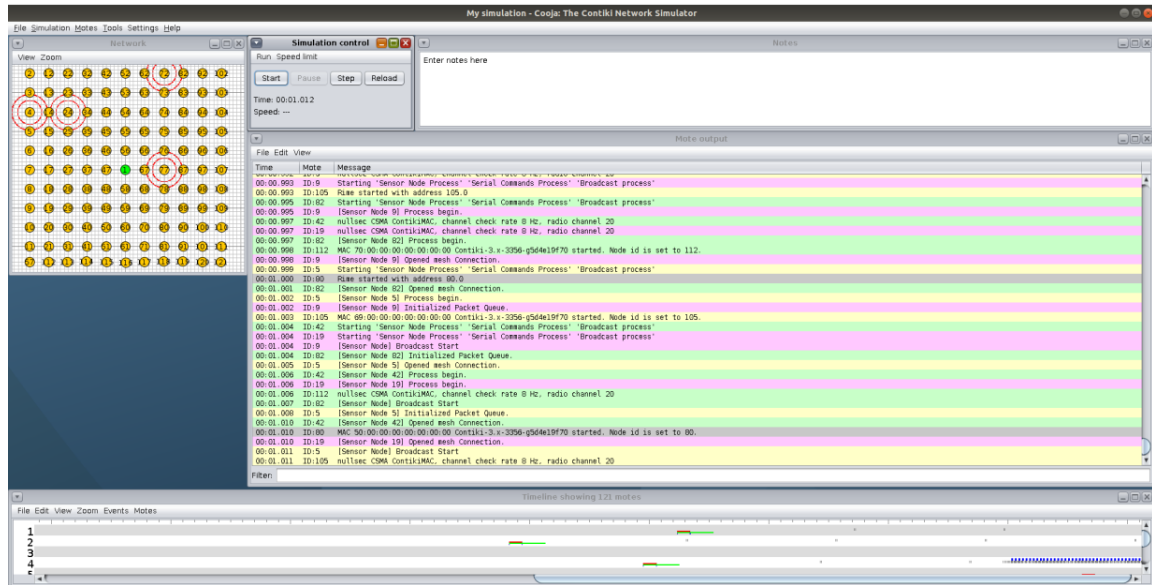 My simulation - Cooja: The Contiki Network Simulator
File Simulation Motes Tools Settings Help
Network
View Zoom
Simulation control
Run Speed limit
Start Pause Step Reload
Time: 00:01.012
Speed: ---
Notes
Enter notes here
Mote output
File Edit View
Time Mote Message
00:00.993 ID:9 Starting 'Sensor Node Process' 'Serial Commands Process' 'Broadcast process'
00:00.993 ID:105 Rime started with address 105.0
00:00.995 ID:82 Starting 'Sensor Node Process' 'Serial Commands Process' 'Broadcast process'
00:00.995 ID:9 [Sensor Node 9] Process begin.
00:00.997 ID:42 nullsec CSMA ContikiMAC, channel check rate 8 Hz, radio channel 20
00:00.997 ID:19 nullsec CSMA ContikiMAC, channel check rate 8 Hz, radio channel 20
00:00.997 ID:82 [Sensor Node 82] Process begin.
00:00.998 ID:112 MAC 70:00:00:00:00:00:00:00 Contiki-3.x-3356-g5d4e19f70 started. Node id is set to 112.
00:00.998 ID:9 [Sensor Node 9] Opened mesh Connection.
00:00.999 ID:5 Starting 'Sensor Node Process' 'Serial Commands Process' 'Broadcast process'
00:01.000 ID:80 Rime started with address 80.0
00:01.001 ID:82 [Sensor Node 82] Opened mesh Connection.
00:01.002 ID:5 [Sensor Node 5] Process begin.
00:01.002 ID:9 [Sensor Node 9] Initialized Packet Queue.
00:01.003 ID:105 MAC 69:00:00:00:00:00:00:00 Contiki-3.x-3356-g5d4e19f70 started. Node id is set to 105.
00:01.004 ID:42 Starting 'Sensor Node Process' 'Serial Commands Process' 'Broadcast process'
00:01.004 ID:19 Starting 'Sensor Node Process' 'Serial Commands Process' 'Broadcast process'
00:01.004 ID:9 [Sensor Node] Broadcast Start
00:01.004 ID:82 [Sensor Node 82] Initialized Packet Queue.
00:01.005 ID:5 [Sensor Node 5] Opened mesh Connection.
00:01.006 ID:42 [Sensor Node 42] Process begin.
00:01.006 ID:19 [Sensor Node 19] Process begin.
00:01.006 ID:112 nullsec CSMA ContikiMAC, channel check rate 8 Hz, radio channel 20
00:01.007 ID:82 [Sensor Node] Broadcast Start
00:01.008 ID:5 [Sensor Node 5] Initialized Packet Queue.
00:01.010 ID:42 [Sensor Node 42] Opened mesh Connection.
00:01.010 ID:80 MAC 50:00:00:00:00:00:00:00 Contiki-3.x-3356-g5d4e19f70 started. Node id is set to 80.
00:01.010 ID:19 [Sensor Node 19] Opened mesh Connection.
00:01.011 ID:5 [Sensor Node] Broadcast Start
00:01.011 ID:105 nullsec CSMA ContikiMAC, channel check rate 8 Hz, radio channel 20
Filter:
Timeline showing 121 motes
File Edit View Zoom Events Motes
1
2
3
4